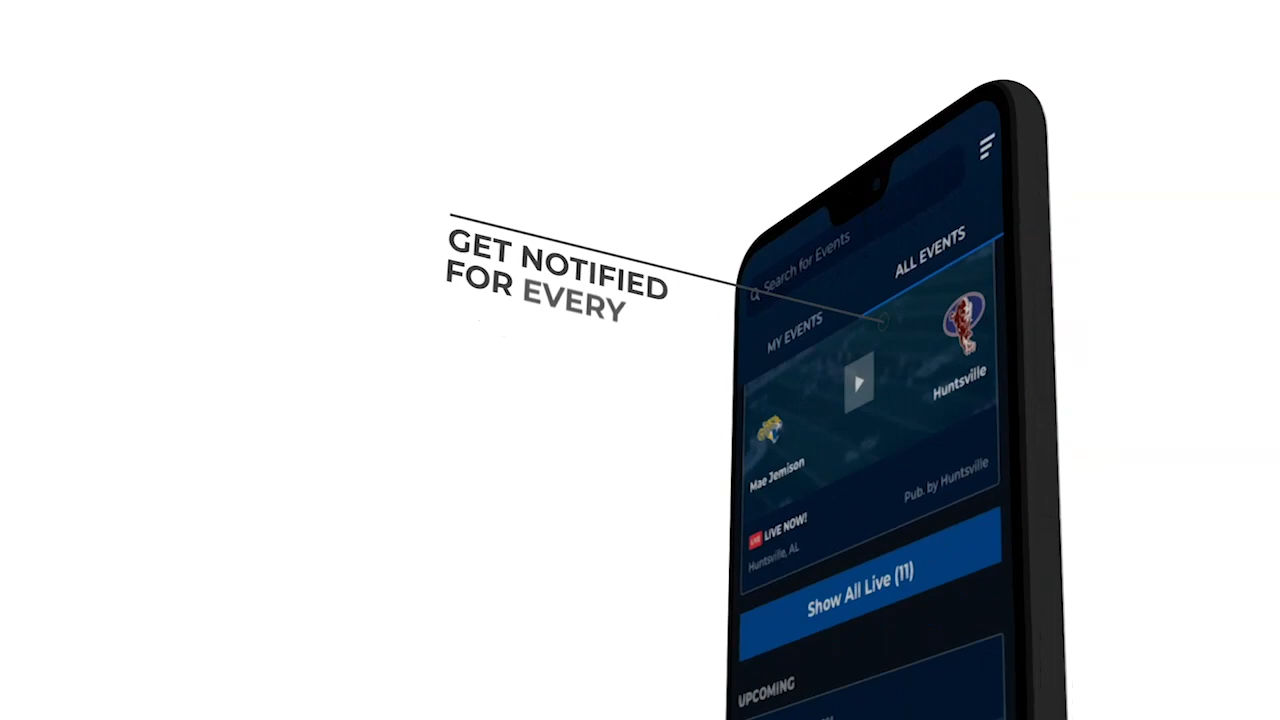 GET NOTIFIED
FOR EVERY
Search for Events
MY EVENTS
ALL EVENTS
Huntsville
Mae Jemison
Pub. by Huntsville
LIVE LIVE NOW!
Huntsville, AL
Show All Live (11)
UPCOMING